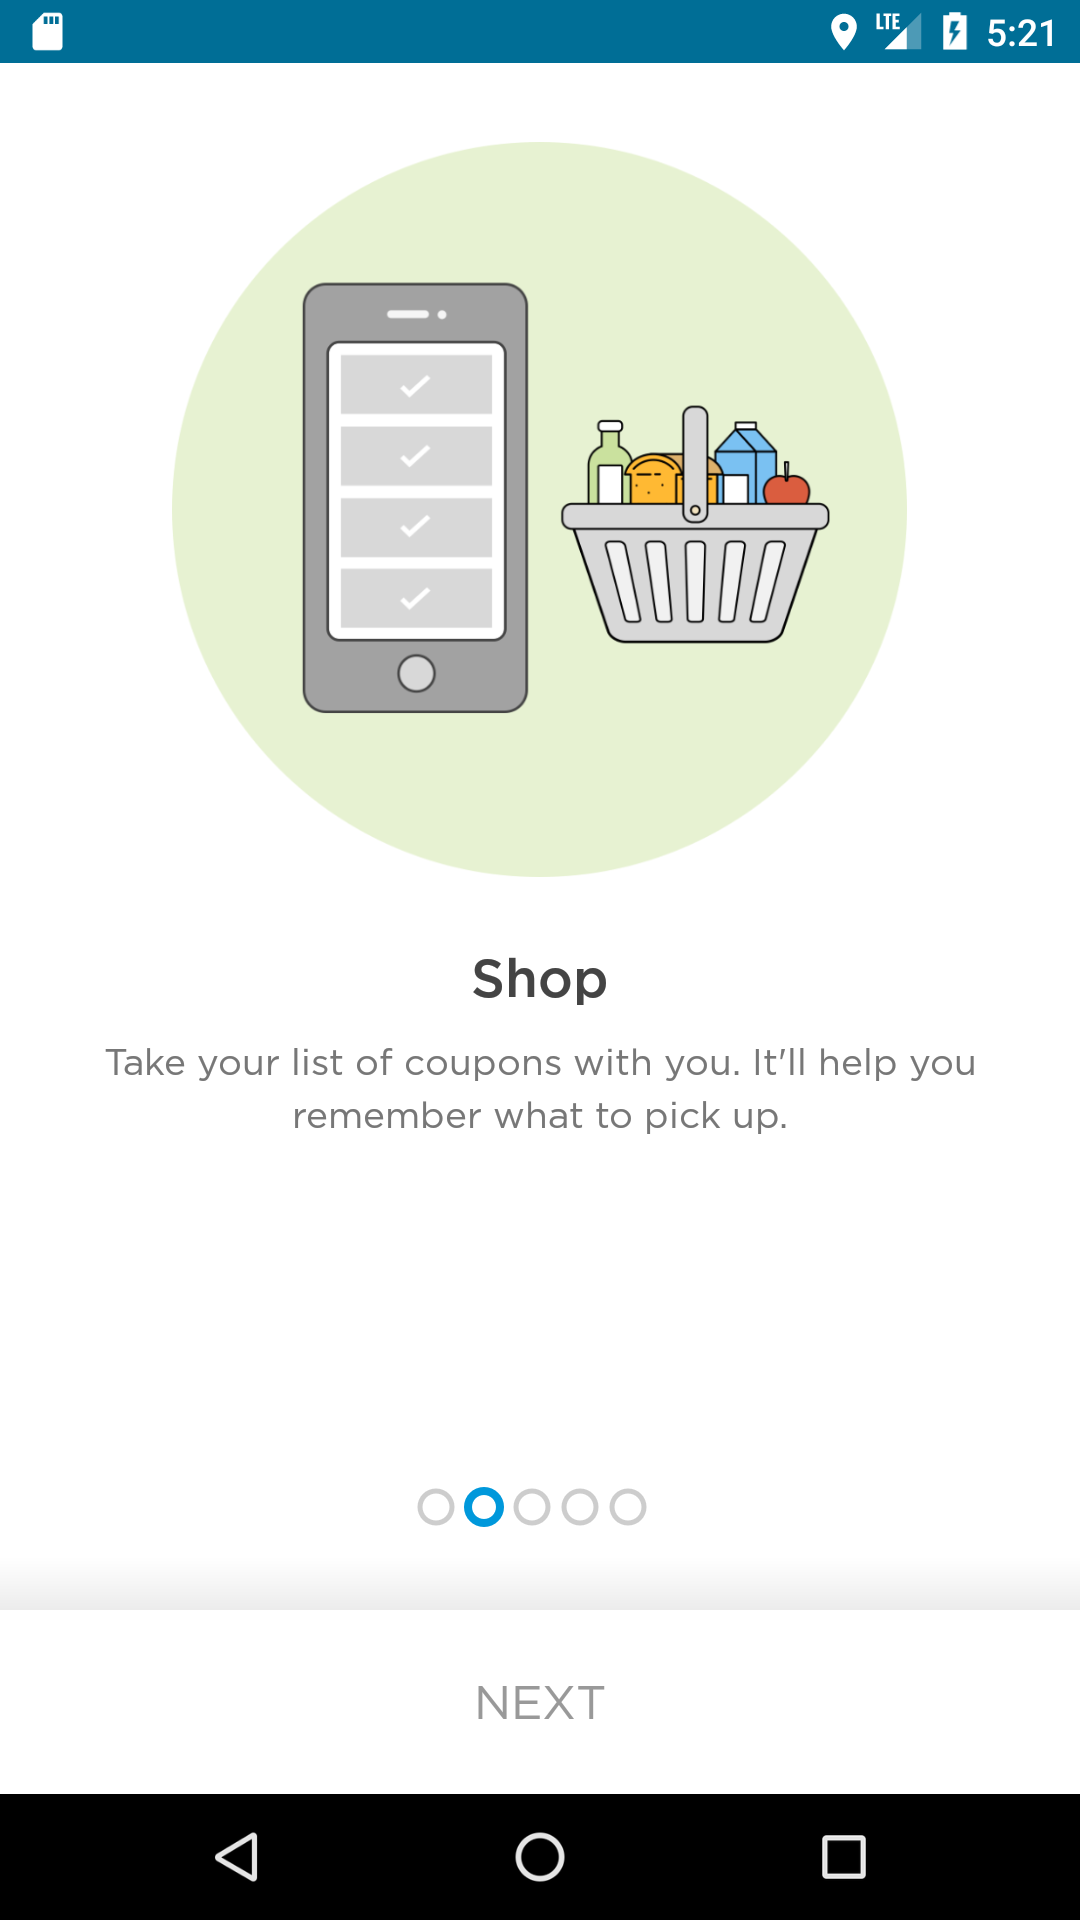 LTE 5:21
Shop
Take your list of coupons with you. It'll help you
remember what to pick up.
NEXT